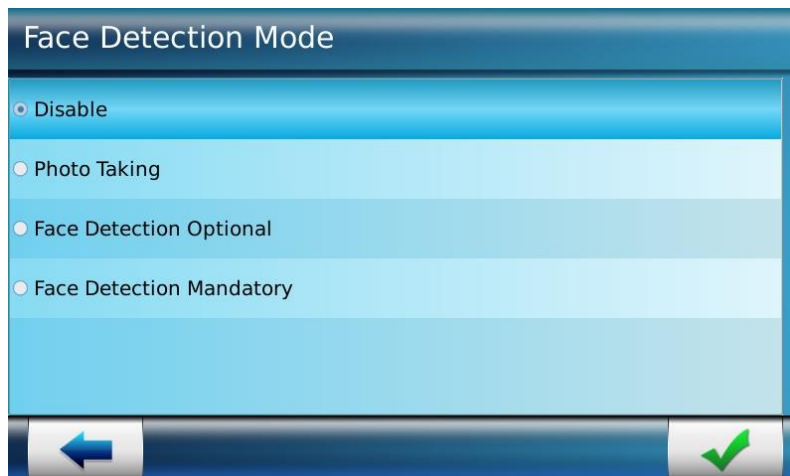 Face Detection Mode
Disable
Photo Taking
Face Detection Optional
Face Detection Mandatory